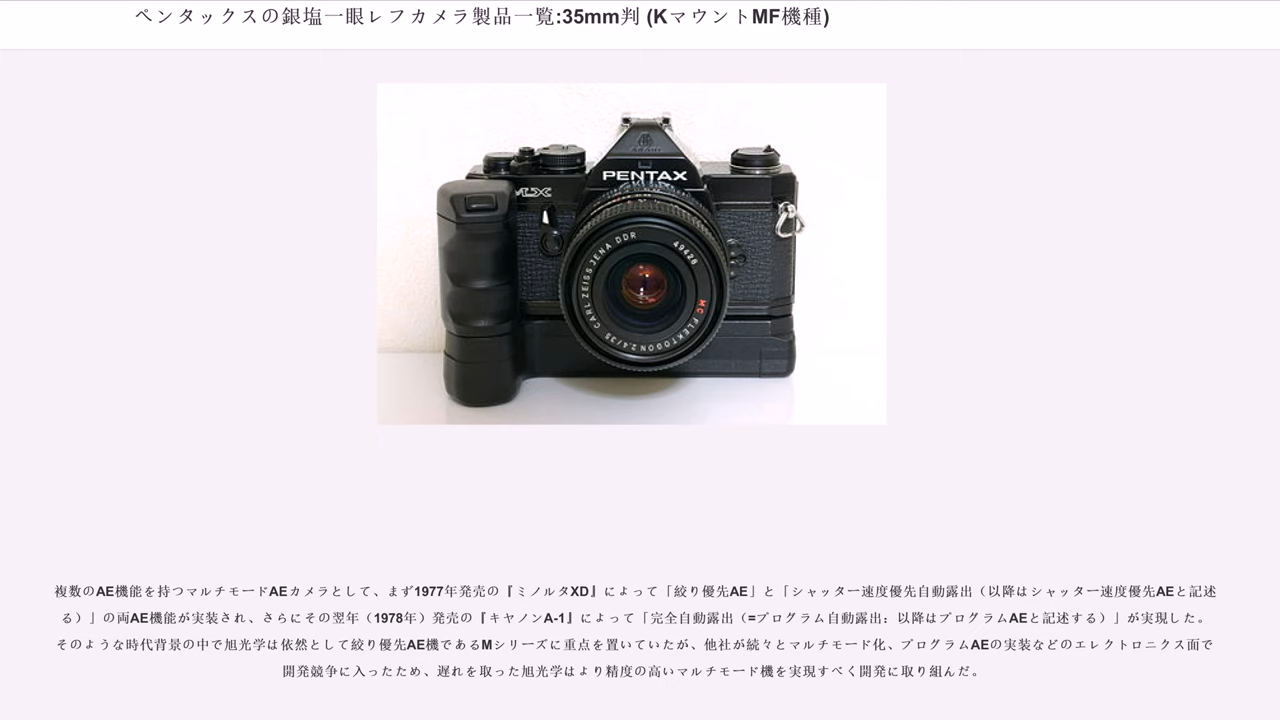 ペンタックスの銀塩一眼レフカメラ製品一覧:35mm判 (KマウントMF機種)
ASAHI
PENTAX
MX
CARL ZEISS JENA DDR 49428
MC FLEKTOGON 2,4/35
複数のAE機能を持つマルチモードAEカメラとして、まず1977年発売の『ミノルタXD』によって「絞り優先AE」と「シャッター速度優先自動露出（以降はシャッター速度優先AEと記述
る）」の両AE機能が実装され、さらにその翌年（1978年）発売の『キヤノンA-1』によって「完全自動露出（=プログラム自動露出：以降はプログラムAEと記述する）」が実現した。
そのような時代背景の中で旭光学は依然として絞り優先AE機であるMシリーズに重点を置いていたが、他社が続々とマルチモード化、プログラムAEの実装などのエレクトロニクス面で
開発競争に入ったため、遅れを取った旭光学はより精度の高いマルチモード機を実現すべく開発に取り組んだ。